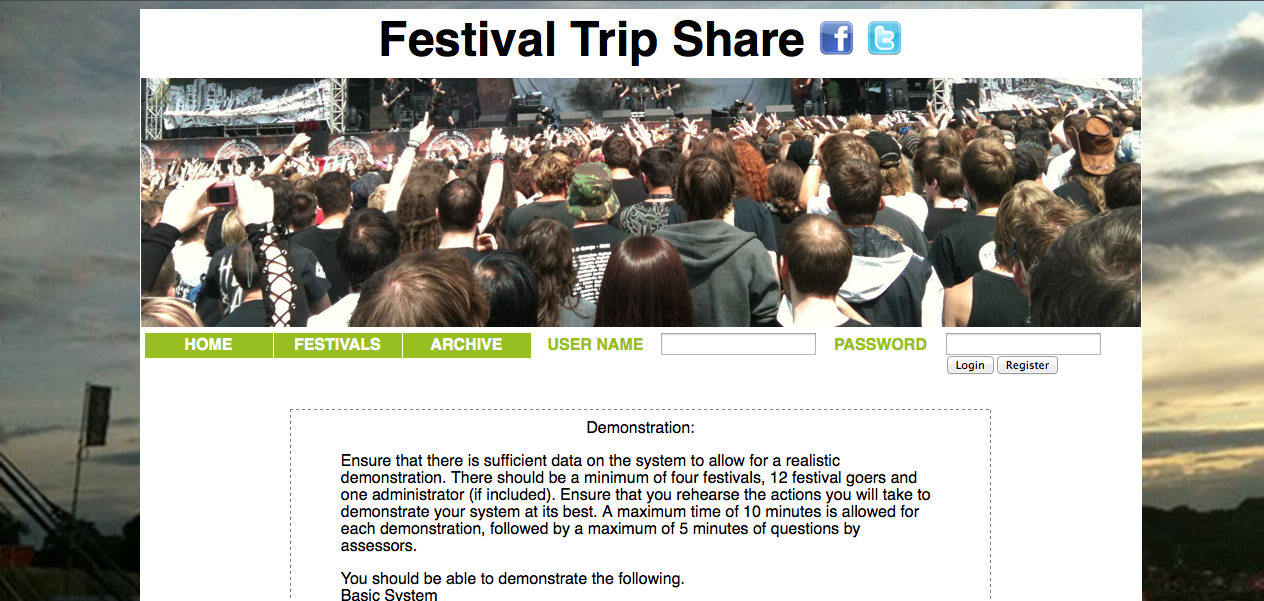 Festival Trip Share
HOME FESTIVALS ARCHIVE USER NAME PASSWORD
Login Register
Demonstration:
Ensure that there is sufficient data on the system to allow for a realistic
demonstration. There should be a minimum of four festivals, 12 festival goers and
one administrator (if included). Ensure that you rehearse the actions you will take to
demonstrate your system at its best. A maximum time of 10 minutes is allowed for
each demonstration, followed by a maximum of 5 minutes of questions by
assessors.
You should be able to demonstrate the following.
Basic System